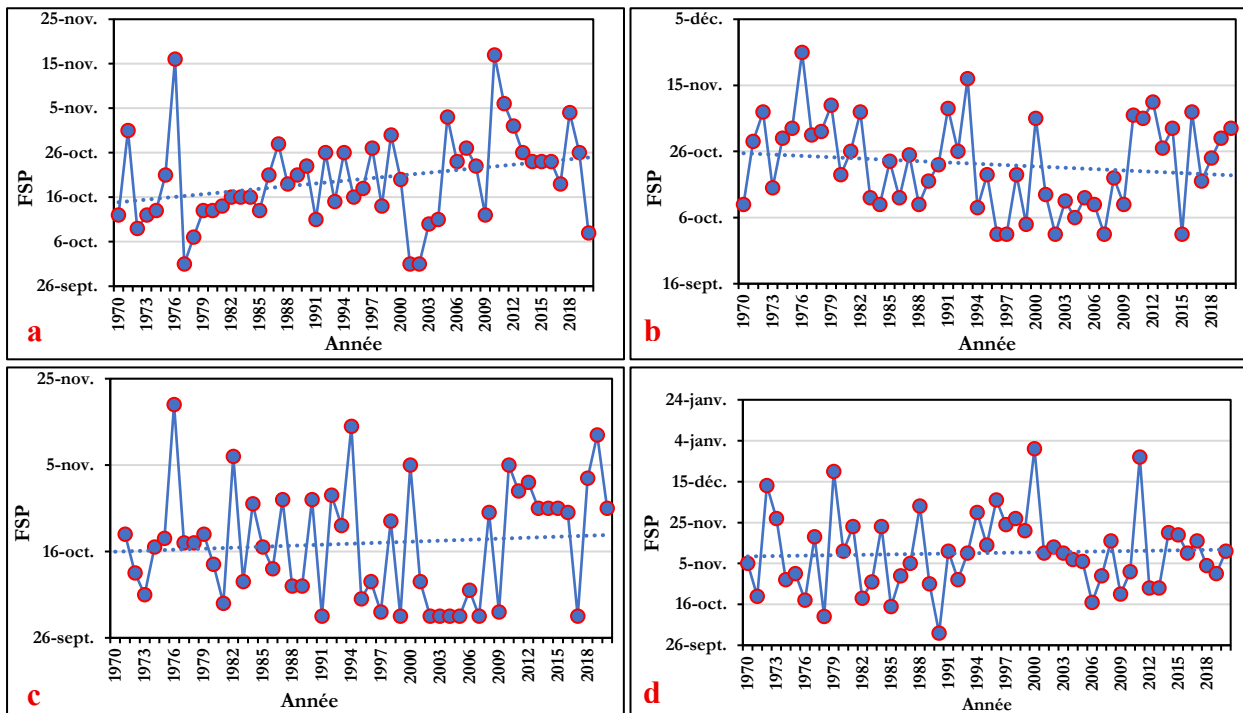 25-nov.
15-nov.
5-nov.
26-oct.
16-oct.
6-oct.
26-sept.
FSP
1970
1973
1976
1979
1982
1985
1988
1991
1994
1997
2000
2003
2006
2009
2012
2015
2018
Année
a
5-déc.
15-nov.
26-oct.
6-oct.
16-sept.
FSP
1970
1973
1976
1979
1982
1985
1988
1991
1994
1997
2000
2003
2006
2009
2012
2015
2018
Année
b
25-nov.
5-nov.
16-oct.
26-sept.
FSP
1970
1973
1976
1979
1982
1985
1988
1991
1994
1997
2000
2003
2006
2009
2012
2015
2018
Année
c
24-janv.
4-janv.
15-déc.
25-nov.
5-nov.
16-oct.
26-sept.
FSP
1970
1973
1976
1979
1982
1985
1988
1991
1994
1997
2000
2003
2006
2009
2012
2015
2018
Année
d